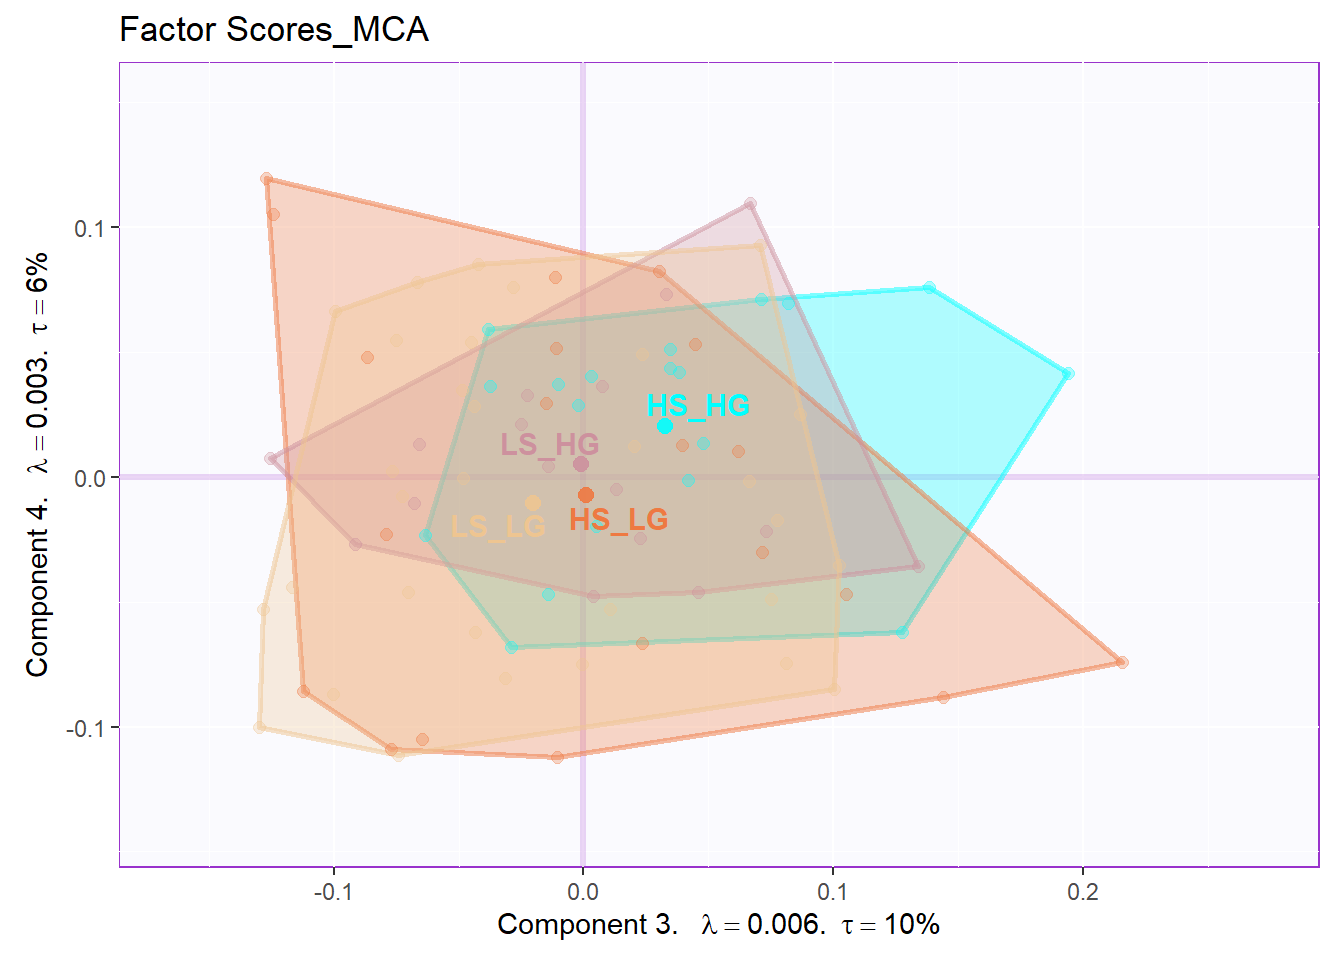 Factor Scores_MCA
Component 4.   λ = 0.003.  τ = 6%
0.1
0.0
-0.1
HS_HG
LS_HG
LS_LG
HS_LG
-0.1
0.0
0.1
0.2
Component 3.   λ = 0.006.  τ = 10%